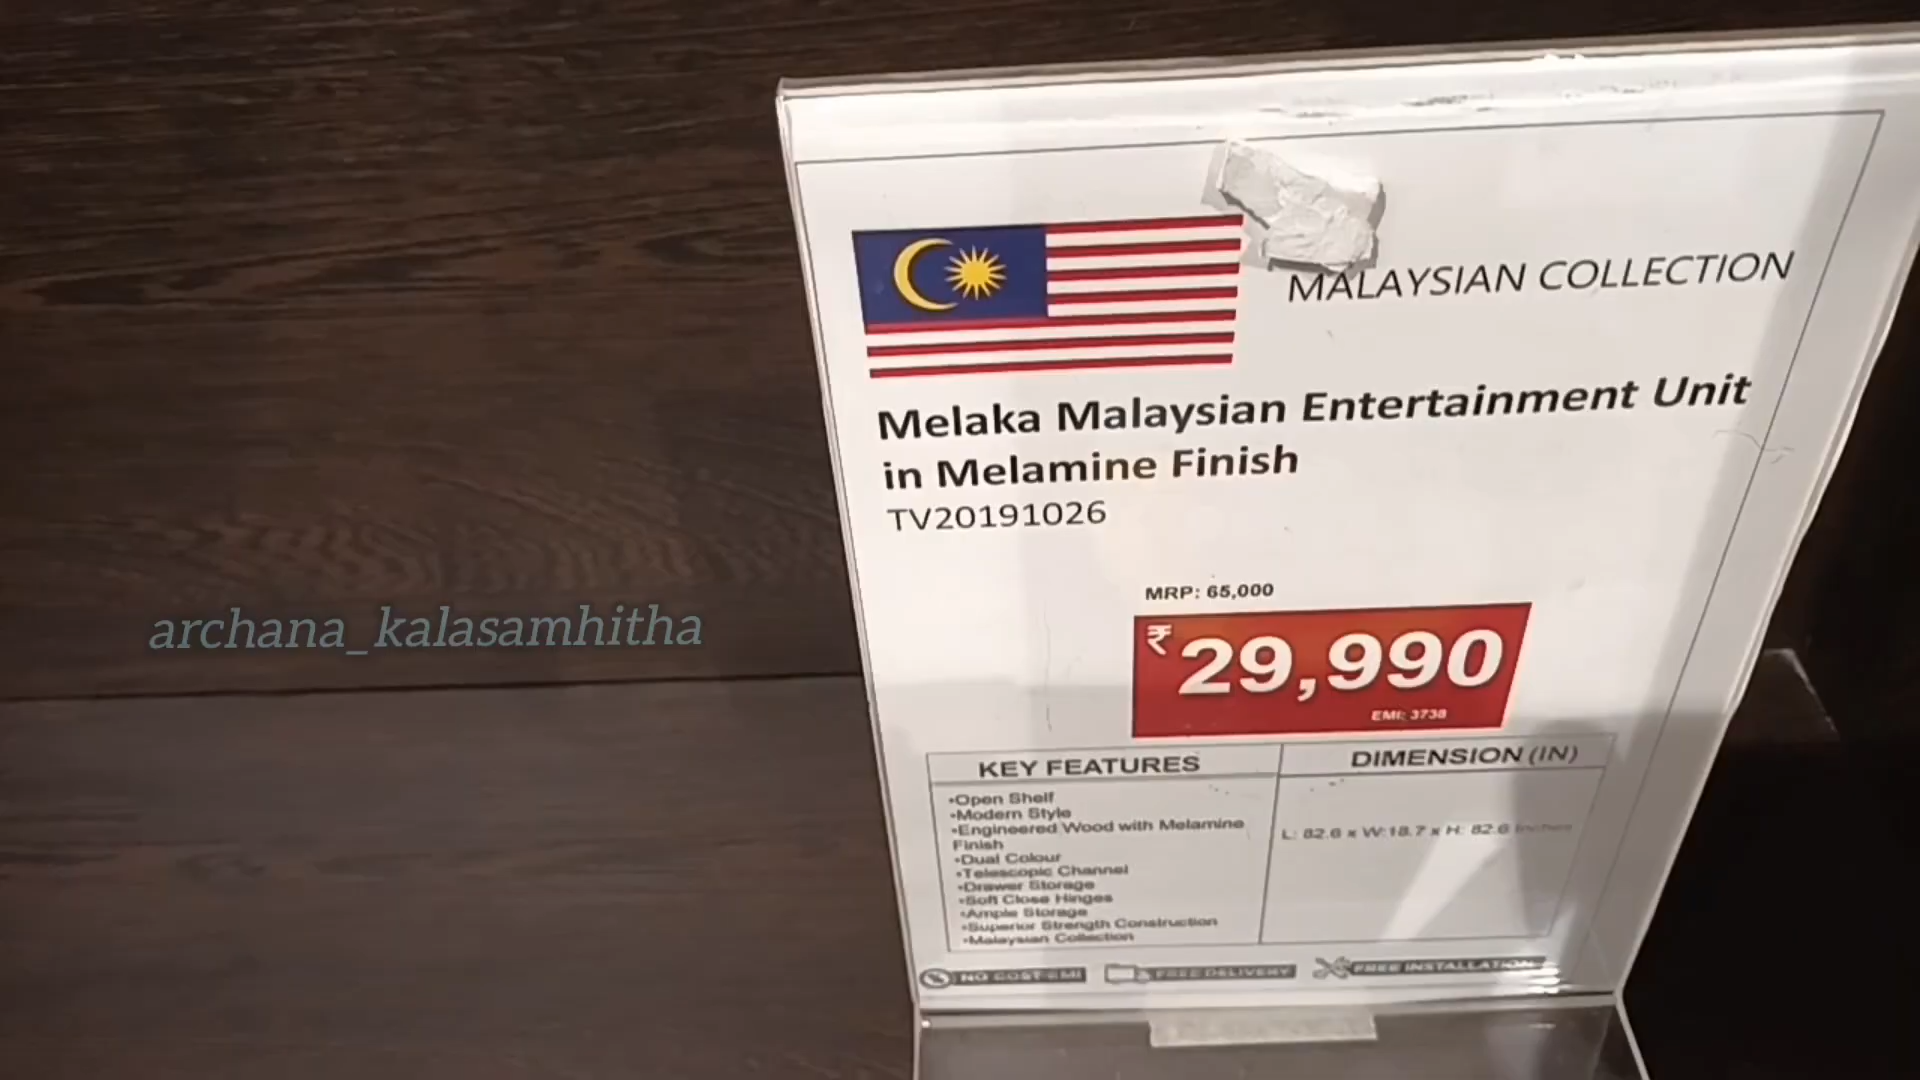 MALAYSIAN COLLECTION
Melaka Malaysian Entertainment Unit
in Melamine Finish
TV20191026
MRP: 65,000
₹ 29,990
EMI: 3738
KEY FEATURES
DIMENSION (IN)
•Open Shelf
•Modern Style
•Engineered Wood with Melamine
Finish
•Dual Colour
•Telescopic Channel
•Drawer Storage
•Soft Close Hinges
•Ample Storage
•Superior Strength Construction
•Malaysian Collection
L: 82.6 x W:18.7 x H: 82.6 Inches
NO COST EMI
FREE DELIVERY
FREE INSTALLATION
archana_kalasamhitha